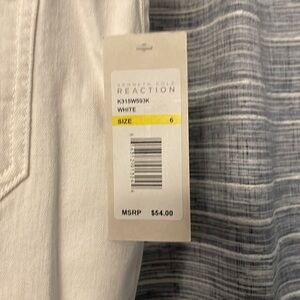 KENNETH COLE
REACTION
K315W593K
WHITE
SIZE 6
MSRP $54.00